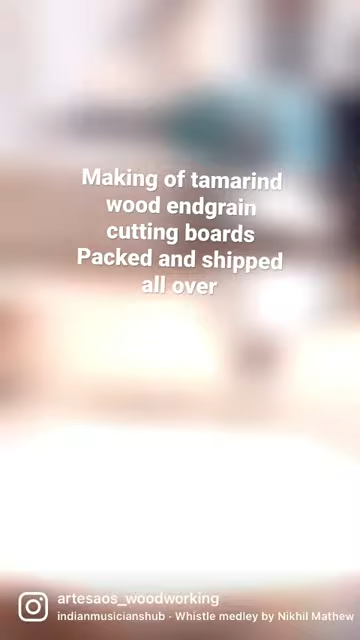 Making of tamarind
wood endgrain
cutting boards
Packed and shipped
all over
artesaos_woodworking
indianmusicianshub · Whistle medley by Nikhil Mathew